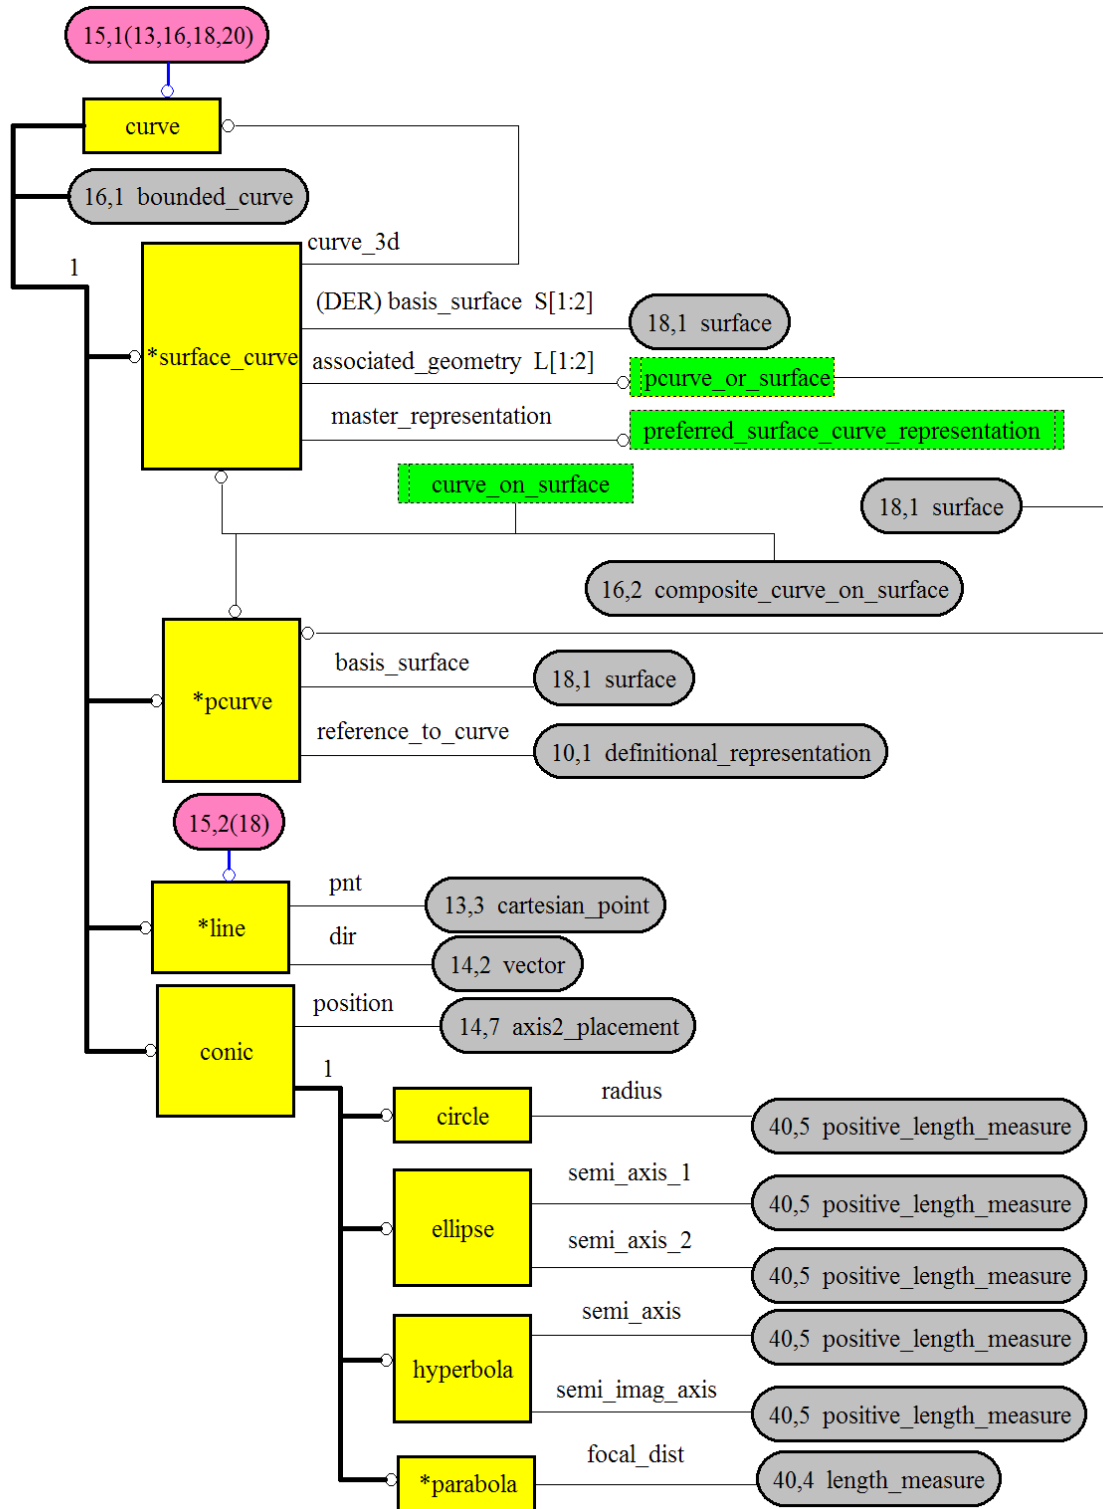 15,1(13,16,18,20)
curve
16,1 bounded_curve
1
curve_3d
(DER) basis_surface S[1:2]
18,1 surface
*surface_curve
associated_geometry L[1:2]
pcurve_or_surface
master_representation
preferred_surface_curve_representation
curve_on_surface
18,1 surface
16,2 composite_curve_on_surface
basis_surface
18,1 surface
*pcurve
reference_to_curve
10,1 definitional_representation
15,2(18)
pnt
13,3 cartesian_point
*line
dir
14,2 vector
position
14,7 axis2_placement
conic
1
radius
circle
40,5 positive_length_measure
semi_axis_1
40,5 positive_length_measure
ellipse
semi_axis_2
40,5 positive_length_measure
semi_axis
40,5 positive_length_measure
hyperbola
semi_imag_axis
40,5 positive_length_measure
focal_dist
*parabola
40,4 length_measure